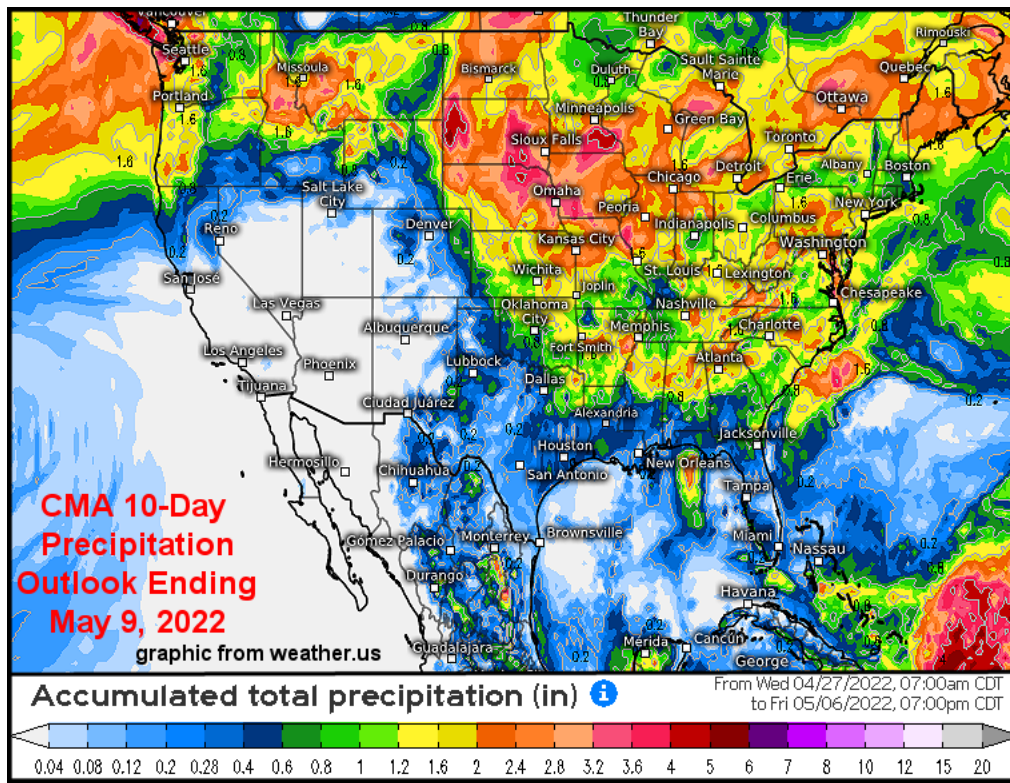 Vancouver
Thunder
Bay
Rimouski
Seattle
Sault Sainte
Marie
Missoula
Bismarck
Duluth
Quebec
Portland
Ottawa
Minneapolis
Green Bay
Sioux Falls
Toronto
Detroit
Albany
Boston
Chicago
Erie
Salt Lake
City
Omaha
New York
Reno
Denver
Peoria
Indianapolis
Columbus
Kansas City
Washington
San José
Wichita
St. Louis
Lexington
Joplin
Chesapeake
Las Vegas
Oklahoma
City
Nashville
Albuquerque
Memphis
Charlotte
Los Angeles
Phoenix
Lubbock
Fort Smith
Atlanta
Tijuana
Dallas
Ciudad Juárez
Alexandria
Jacksonville
Houston
Hermosillo
Chihuahua
San Antonio
New Orleans
Tampa
CMA 10-Day
Precipitation
Outlook Ending
May 9, 2022
graphic from weather.us
Gómez Palacio
Monterrey
Brownsville
Miami
Nassau
Durango
Havana
Guadalajara
Mérida
Cancún
George
Accumulated total precipitation (in) i
From Wed 04/27/2022, 07:00am CDT
to Fri 05/06/2022, 07:00pm CDT
0.04 0.08 0.12 0.2 0.28 0.4 0.6 0.8 1 1.2 1.6 2 2.4 2.8 3.2 3.6 4 5 6 7 8 10 12 15 20